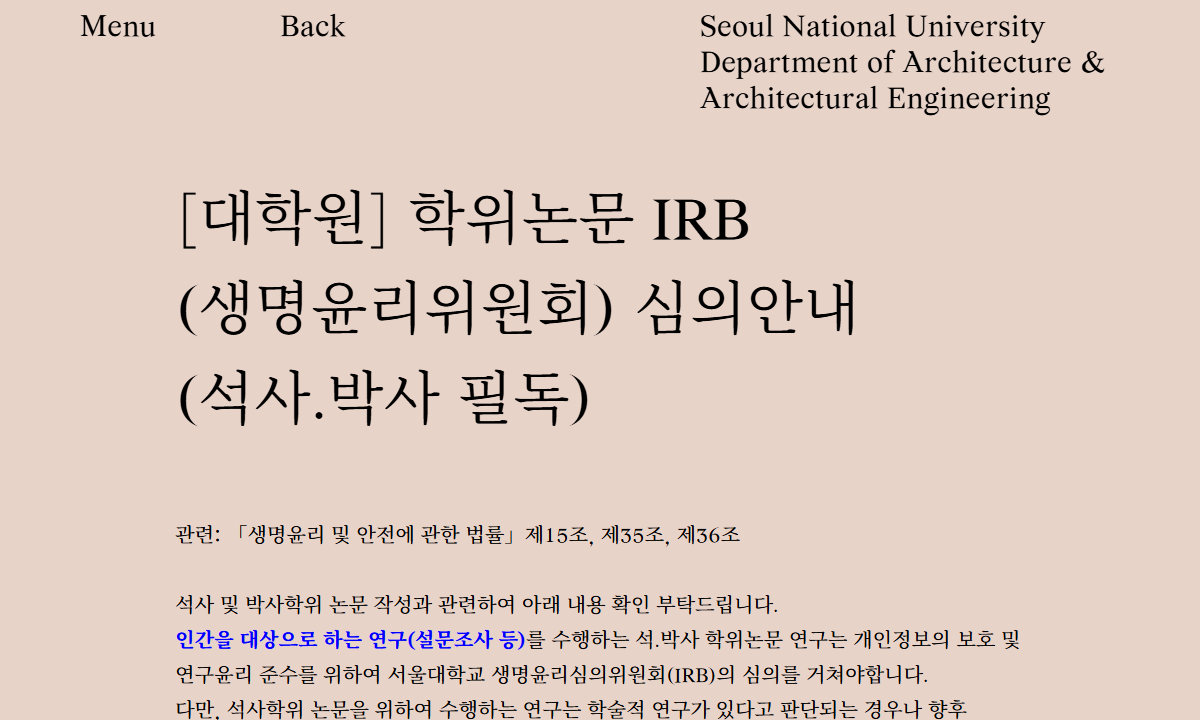 Menu
Back
Seoul National University
Department of Architecture &
Architectural Engineering
[대학원] 학위논문 IRB
(생명윤리위원회) 심의안내
(석사.박사 필독)
관련: 「생명윤리 및 안전에 관한 법률」제15조, 제35조, 제36조
석사 및 박사학위 논문 작성과 관련하여 아래 내용 확인 부탁드립니다.
인간을 대상으로 하는 연구(설문조사 등)를 수행하는 석.박사 학위논문 연구는 개인정보의 보호 및
연구윤리 준수를 위하여 서울대학교 생명윤리심의위원회(IRB)의 심의를 거쳐야합니다.
다만, 석사학위 논문을 위하여 수행하는 연구는 학술적 연구가 있다고 판단되는 경우나 향후